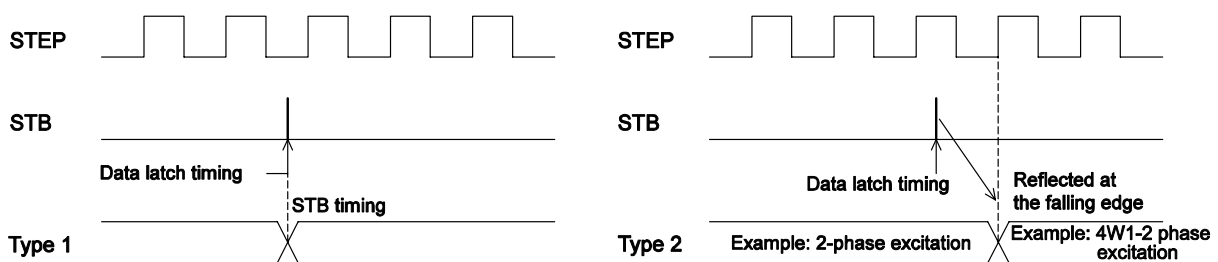 STEP
STB
Data latch timing
STB timing
Type 1
STEP
STB
Data latch timing
Reflected at
the falling edge
Type 2
Example: 2-phase excitation
Example: 4W1-2 phase
excitation